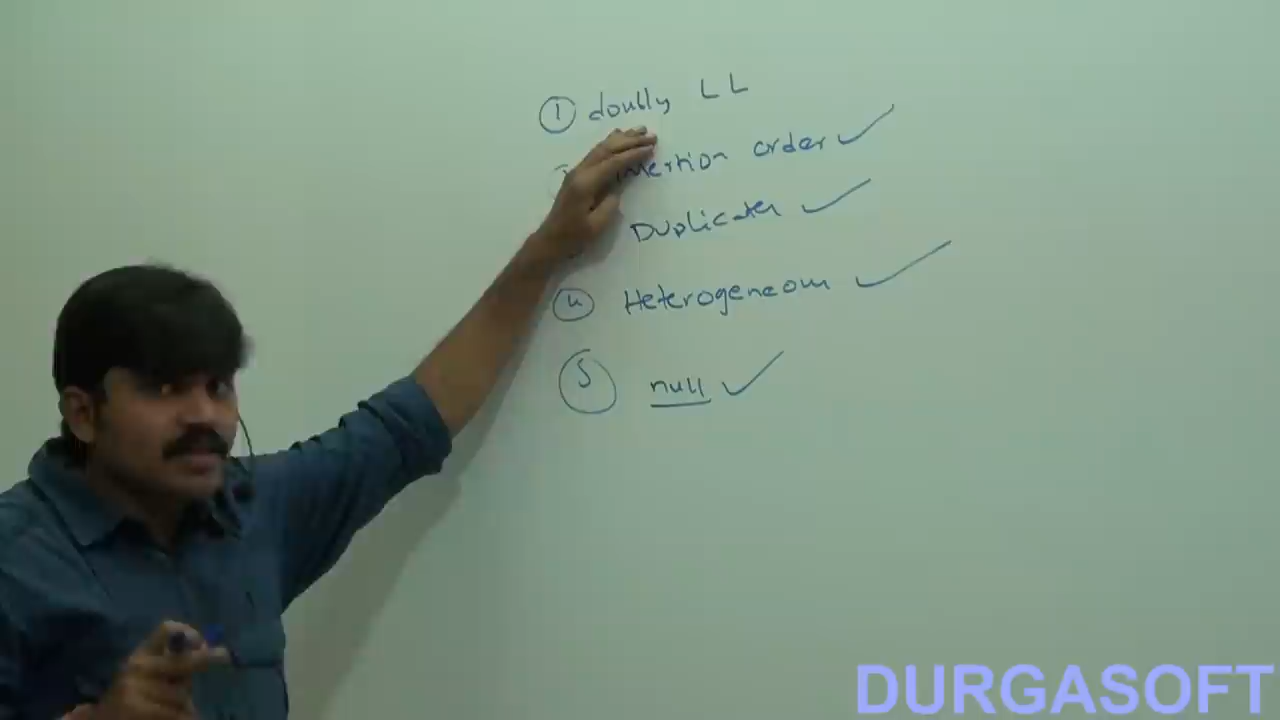 ① doubly LL
insertion order ✓
Duplicates ✓
④ Heterogeneous ✓
⑤ null ✓
DURGASOFT